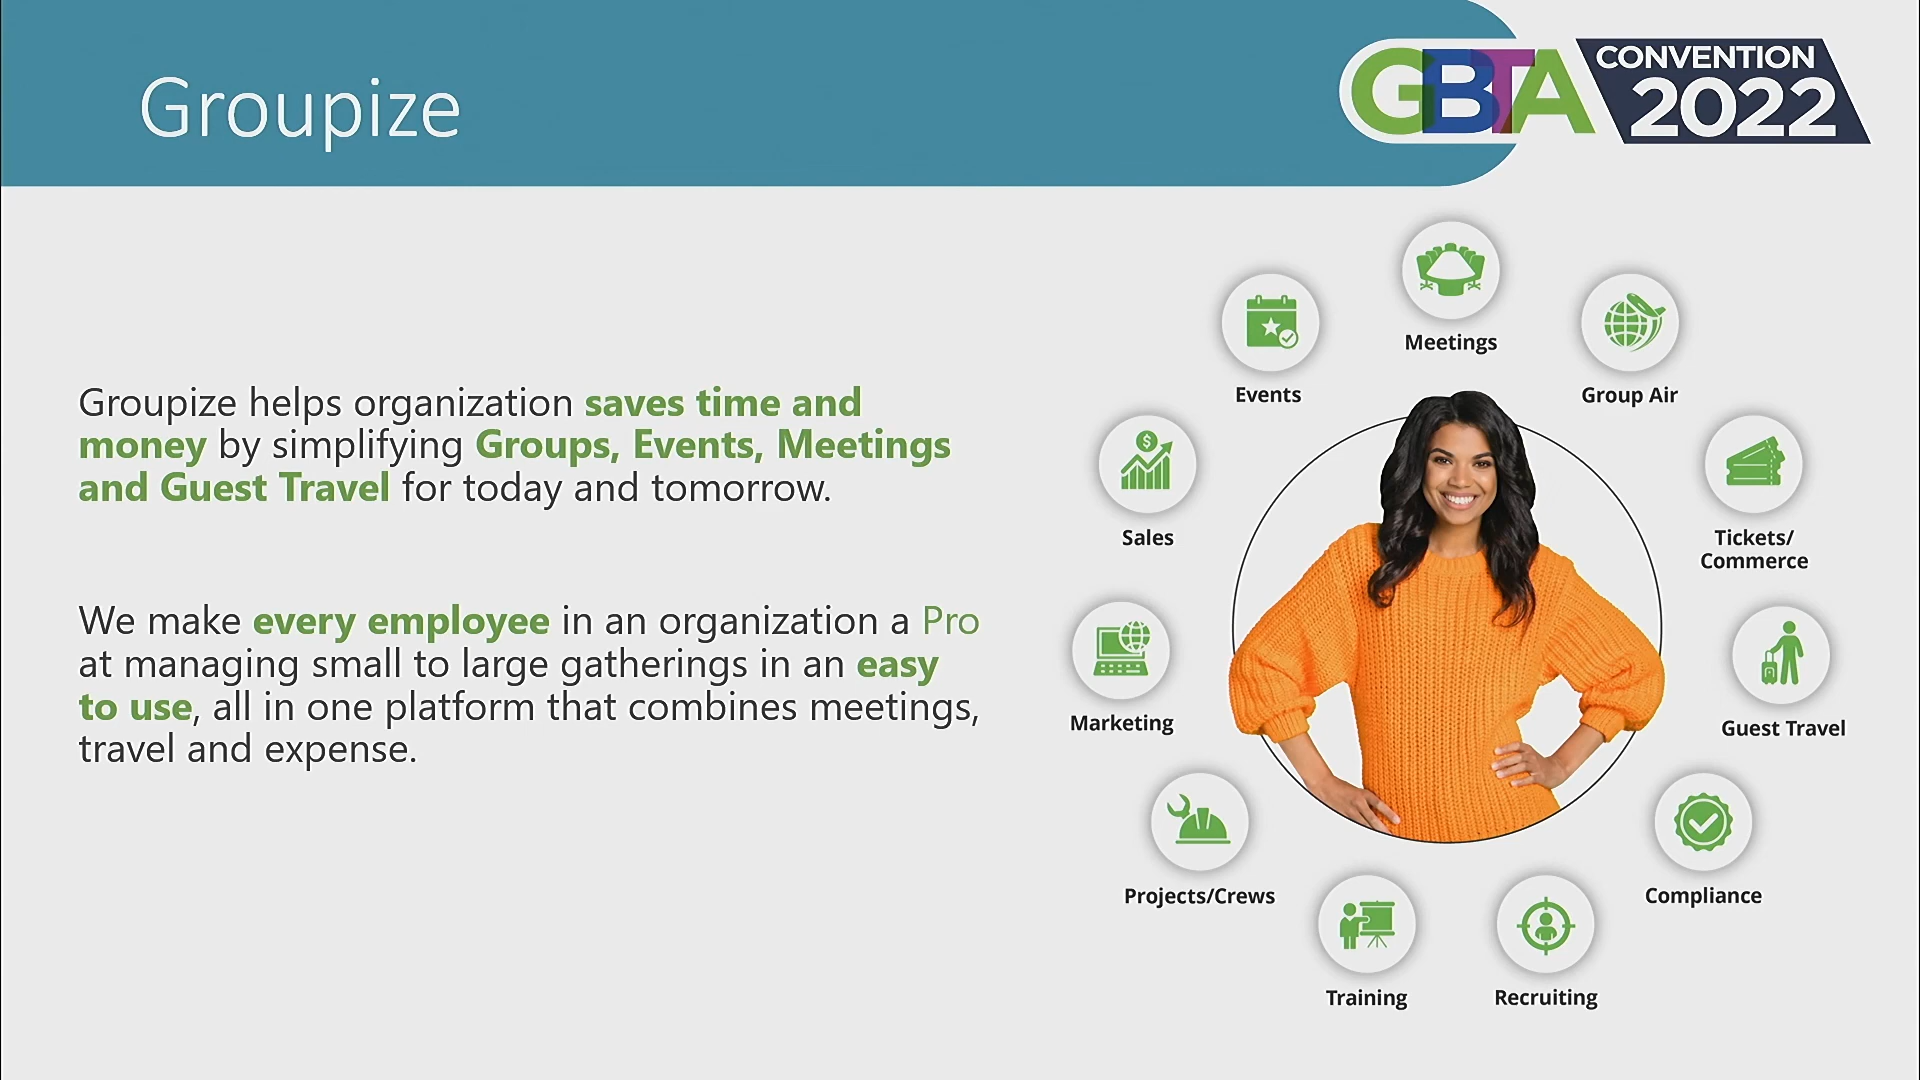 Groupize
GBTA
CONVENTION
2022
Groupize helps organization saves time and
money by simplifying Groups, Events, Meetings
and Guest Travel for today and tomorrow.
We make every employee in an organization a Pro
at managing small to large gatherings in an easy
to use, all in one platform that combines meetings,
travel and expense.
Meetings
Events
Group Air
Sales
Tickets/
Commerce
Marketing
Guest Travel
Projects/Crews
Compliance
Training
Recruiting